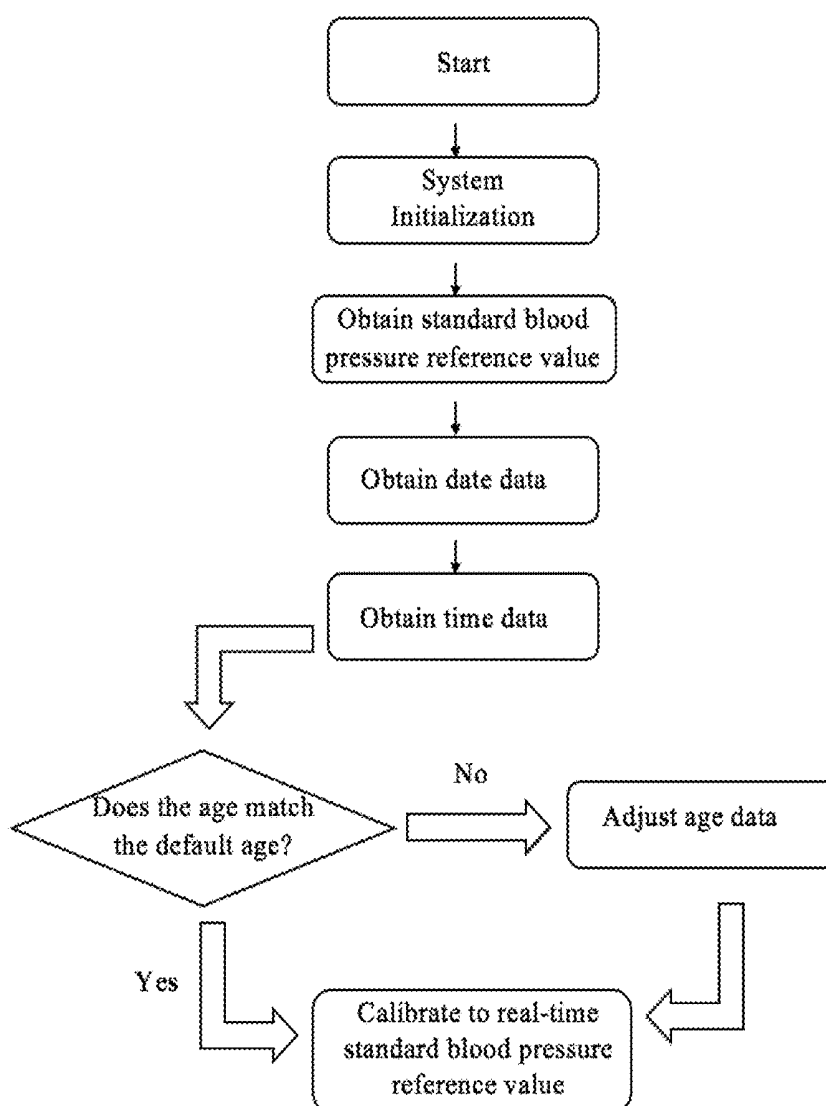 Start
System
Initialization
Obtain standard blood
pressure reference value
Obtain date data
Obtain time data
Does the age match
the default age?
No
Adjust age data
Yes
Calibrate to real-time
standard blood pressure
reference value